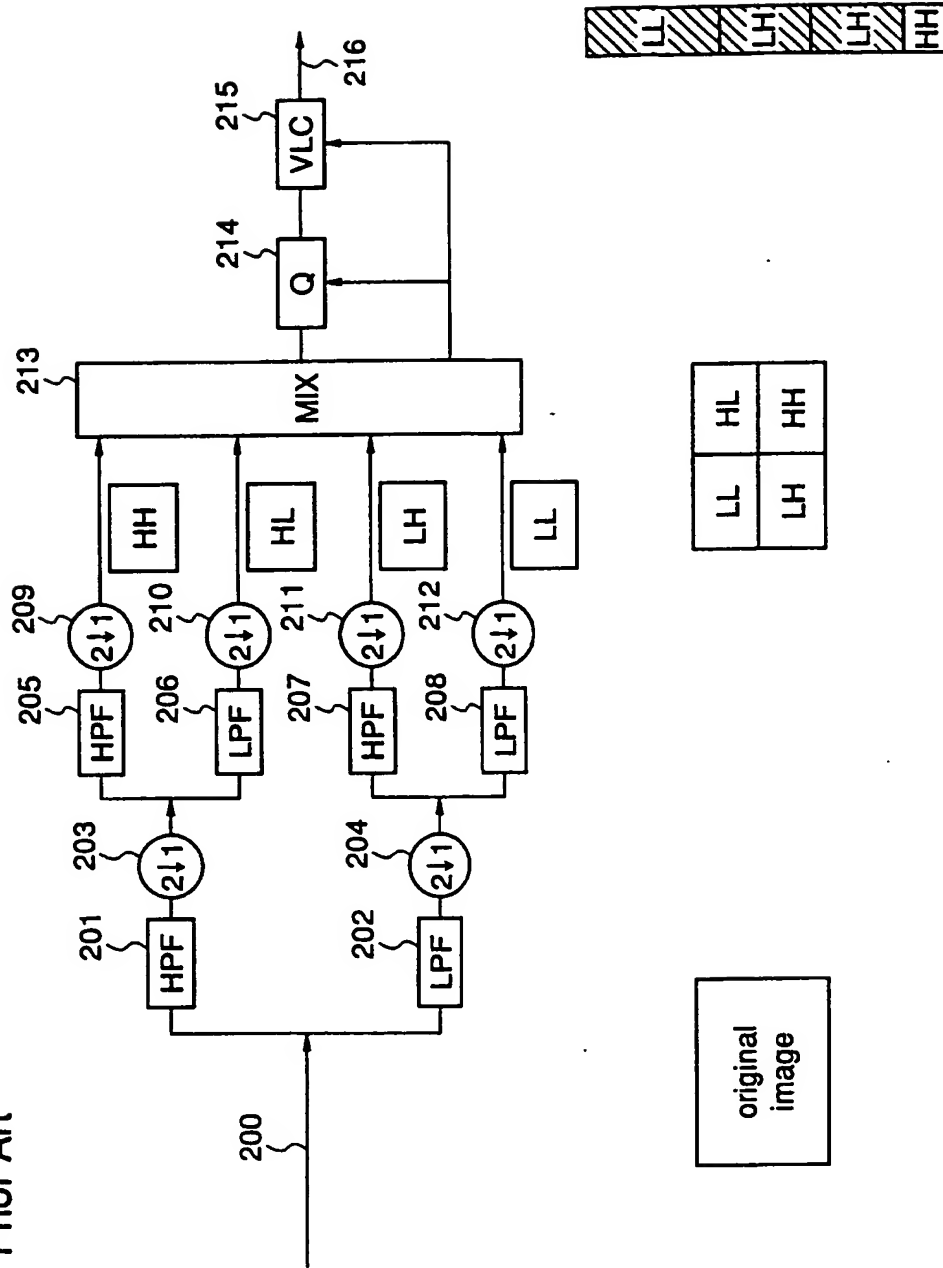 Prior Art
200
201
HPF
202
LPF
203
2↓1
204
2↓1
205
HPF
206
LPF
207
HPF
208
LPF
209
2↓1
210
2↓1
211
2↓1
212
2↓1
HH
HL
LH
LL
213
MIX
214
Q
215
VLC
216
original
image
LL HL
LH HH
LL LH LH HH